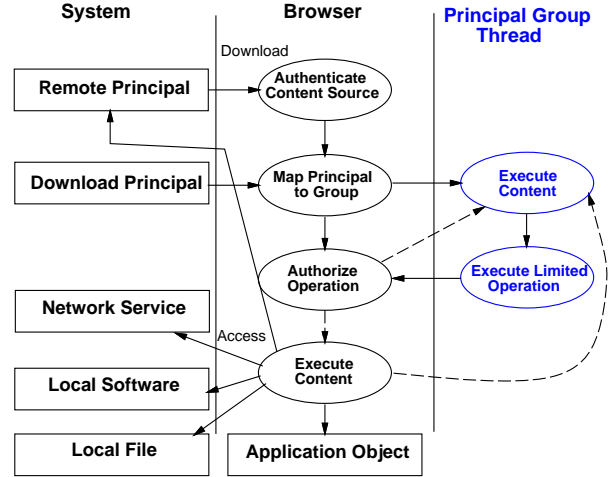 System
Browser
Principal Group
Thread
Download
Remote Principal
Authenticate
Content Source
Download Principal
Map Principal
to Group
Execute
Content
Authorize
Operation
Execute Limited
Operation
Network Service
Access
Local Software
Execute
Content
Local File
Application Object